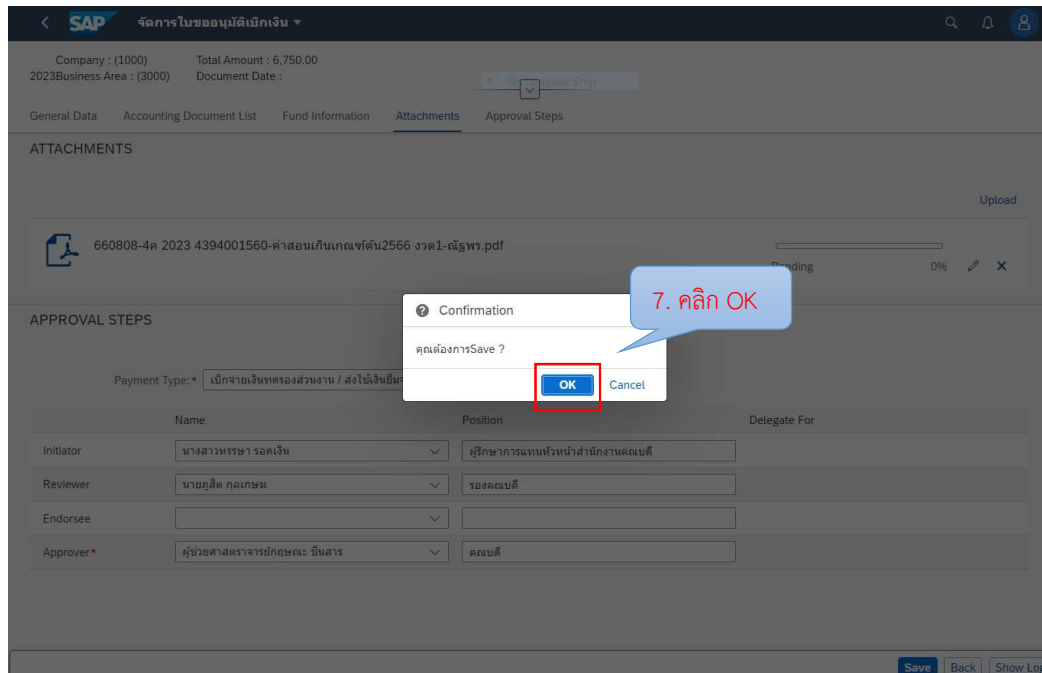 SAP จัดการใบขออนุมัติเบิกเงิน
Company : (1000) Total Amount : 6,750.00
2023Business Area : (3000) Document Date :
Rectangular Snip
General Data Accounting Document List Fund Information Attachments Approval Steps
ATTACHMENTS
Upload
660808-4ค 2023 4394001560-ค่าสอนเกินเกณฑ์ต้น2566 งวด1-ณัฐพร.pdf
Pending 0%
7. คลิก OK
Confirmation
APPROVAL STEPS
คุณต้องการSave ?
Payment Type:* เบิกจ่ายเงินทดรองส่วนงาน / ส่งใช้เงินยืม
OK Cancel
Name Position Delegate For
Initiator นางสาวหรรษา รอดเงิน ผู้รักษาการแทนหัวหน้าสำนักงานคณบดี
Reviewer นายภูสิต กุลเกษม รองคณบดี
Endorsee
Approver* ผู้ช่วยศาสตราจารย์กฤษณะ ชินสาร คณบดี
Save Back Show Log